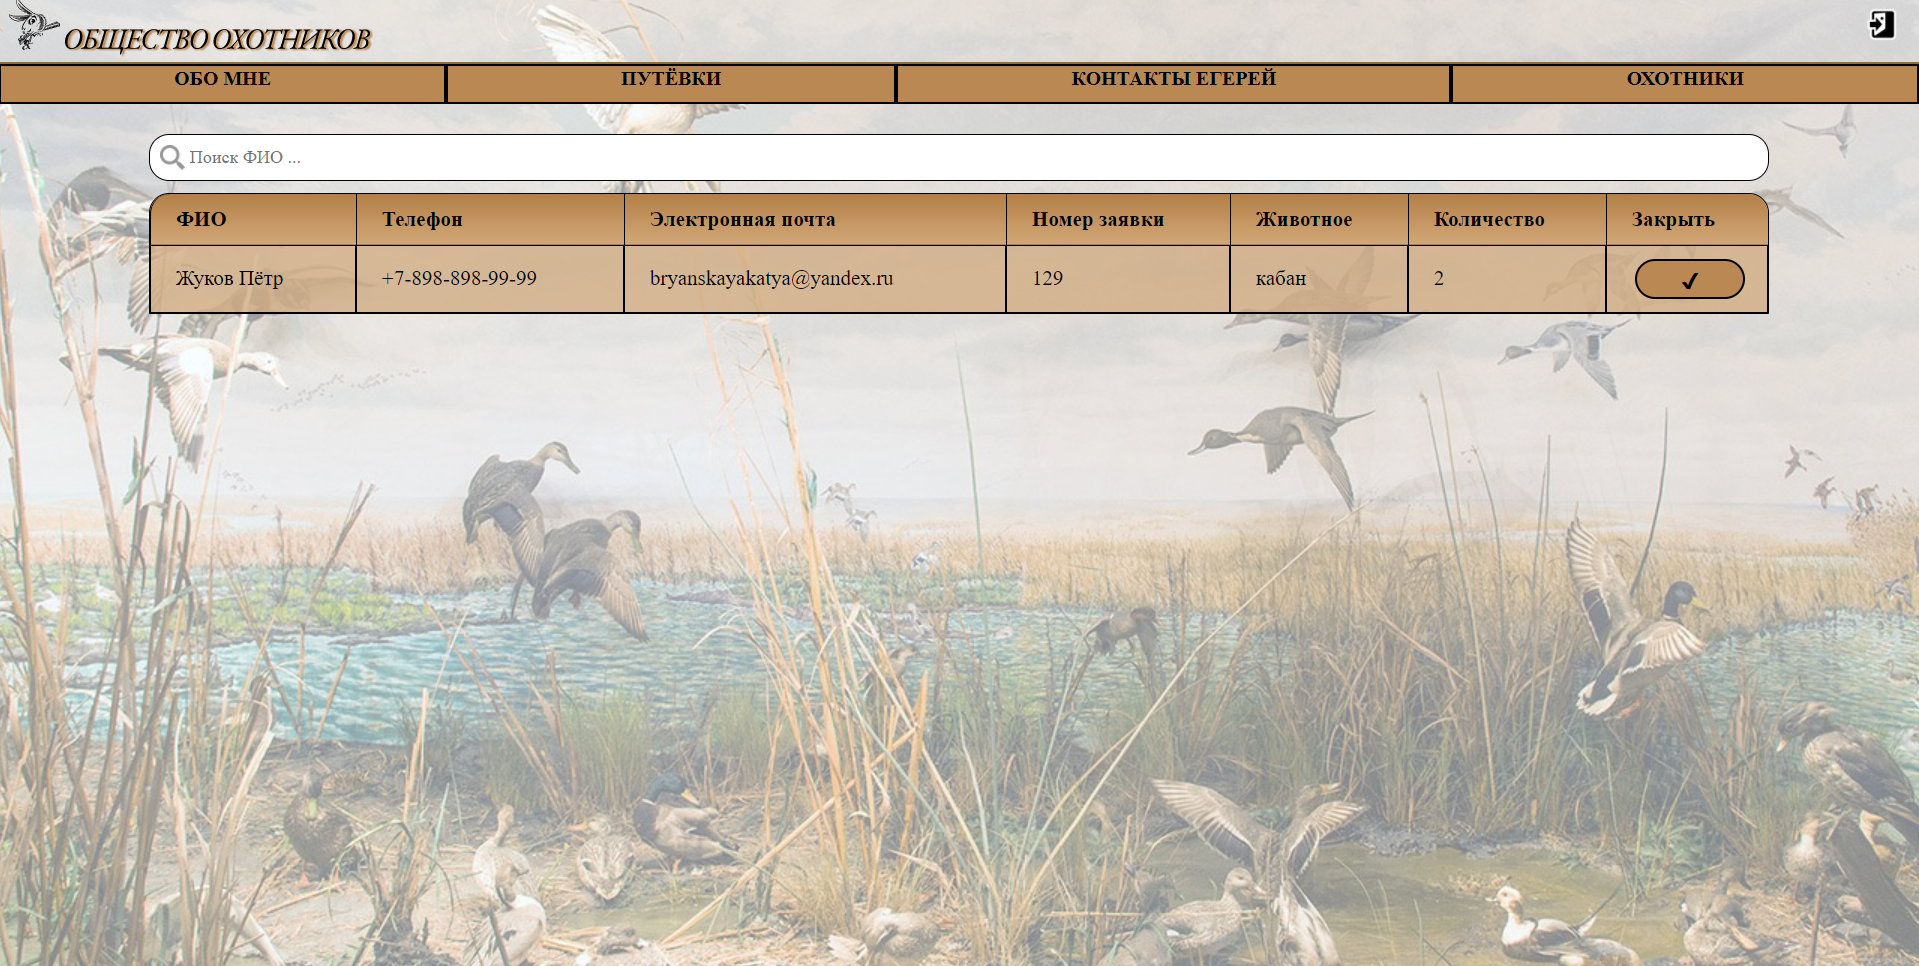 ОБЩЕСТВО ОХОТНИКОВ
ОБО МНЕ ПУТЁВКИ КОНТАКТЫ ЕГЕРЕЙ ОХОТНИКИ
Поиск ФИО ...
ФИО Телефон Электронная почта Номер заявки Животное Количество Закрыть
Жуков Пётр +7-898-898-99-99 bryanskayakatya@yandex.ru 129 кабан 2 ✓